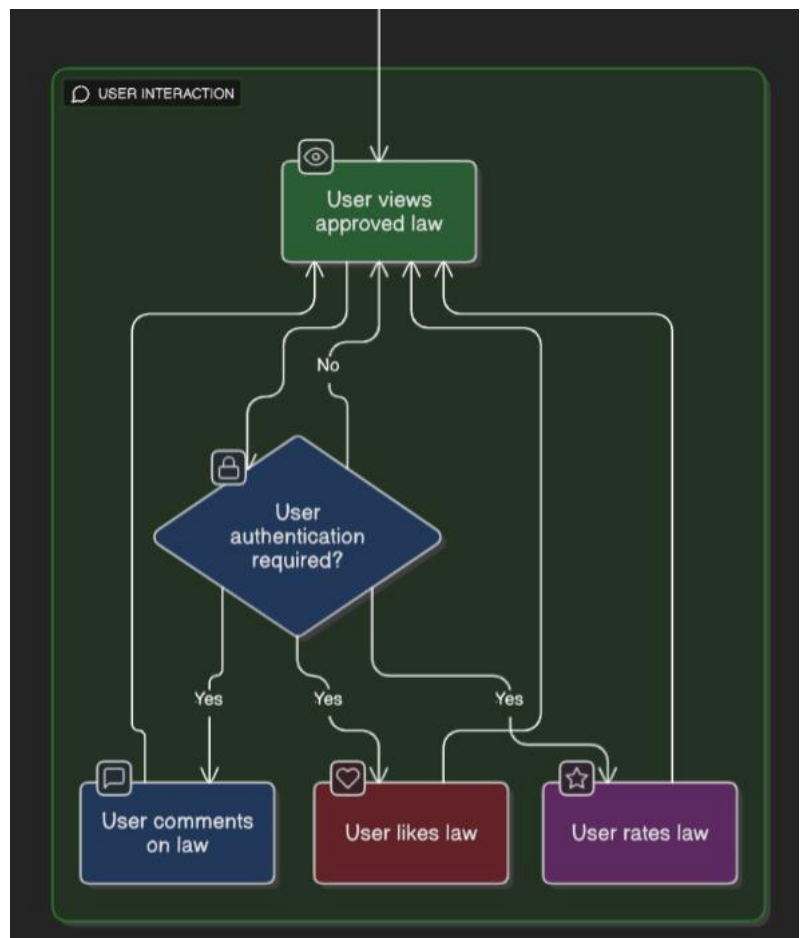 USER INTERACTION
User views
approved law
No
User
authentication
required?
Yes
Yes
Yes
User comments
on law
User likes law
User rates law